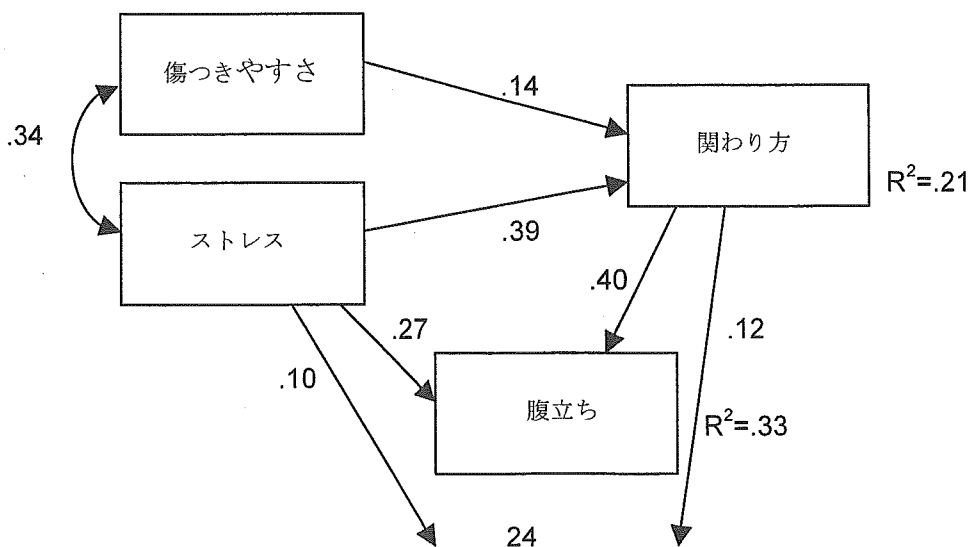 傷つきやすさ
.14
.34
関わり方
R²=.21
ストレス
.39
.40
.27
.12
.10
腹立ち
R²=.33
24